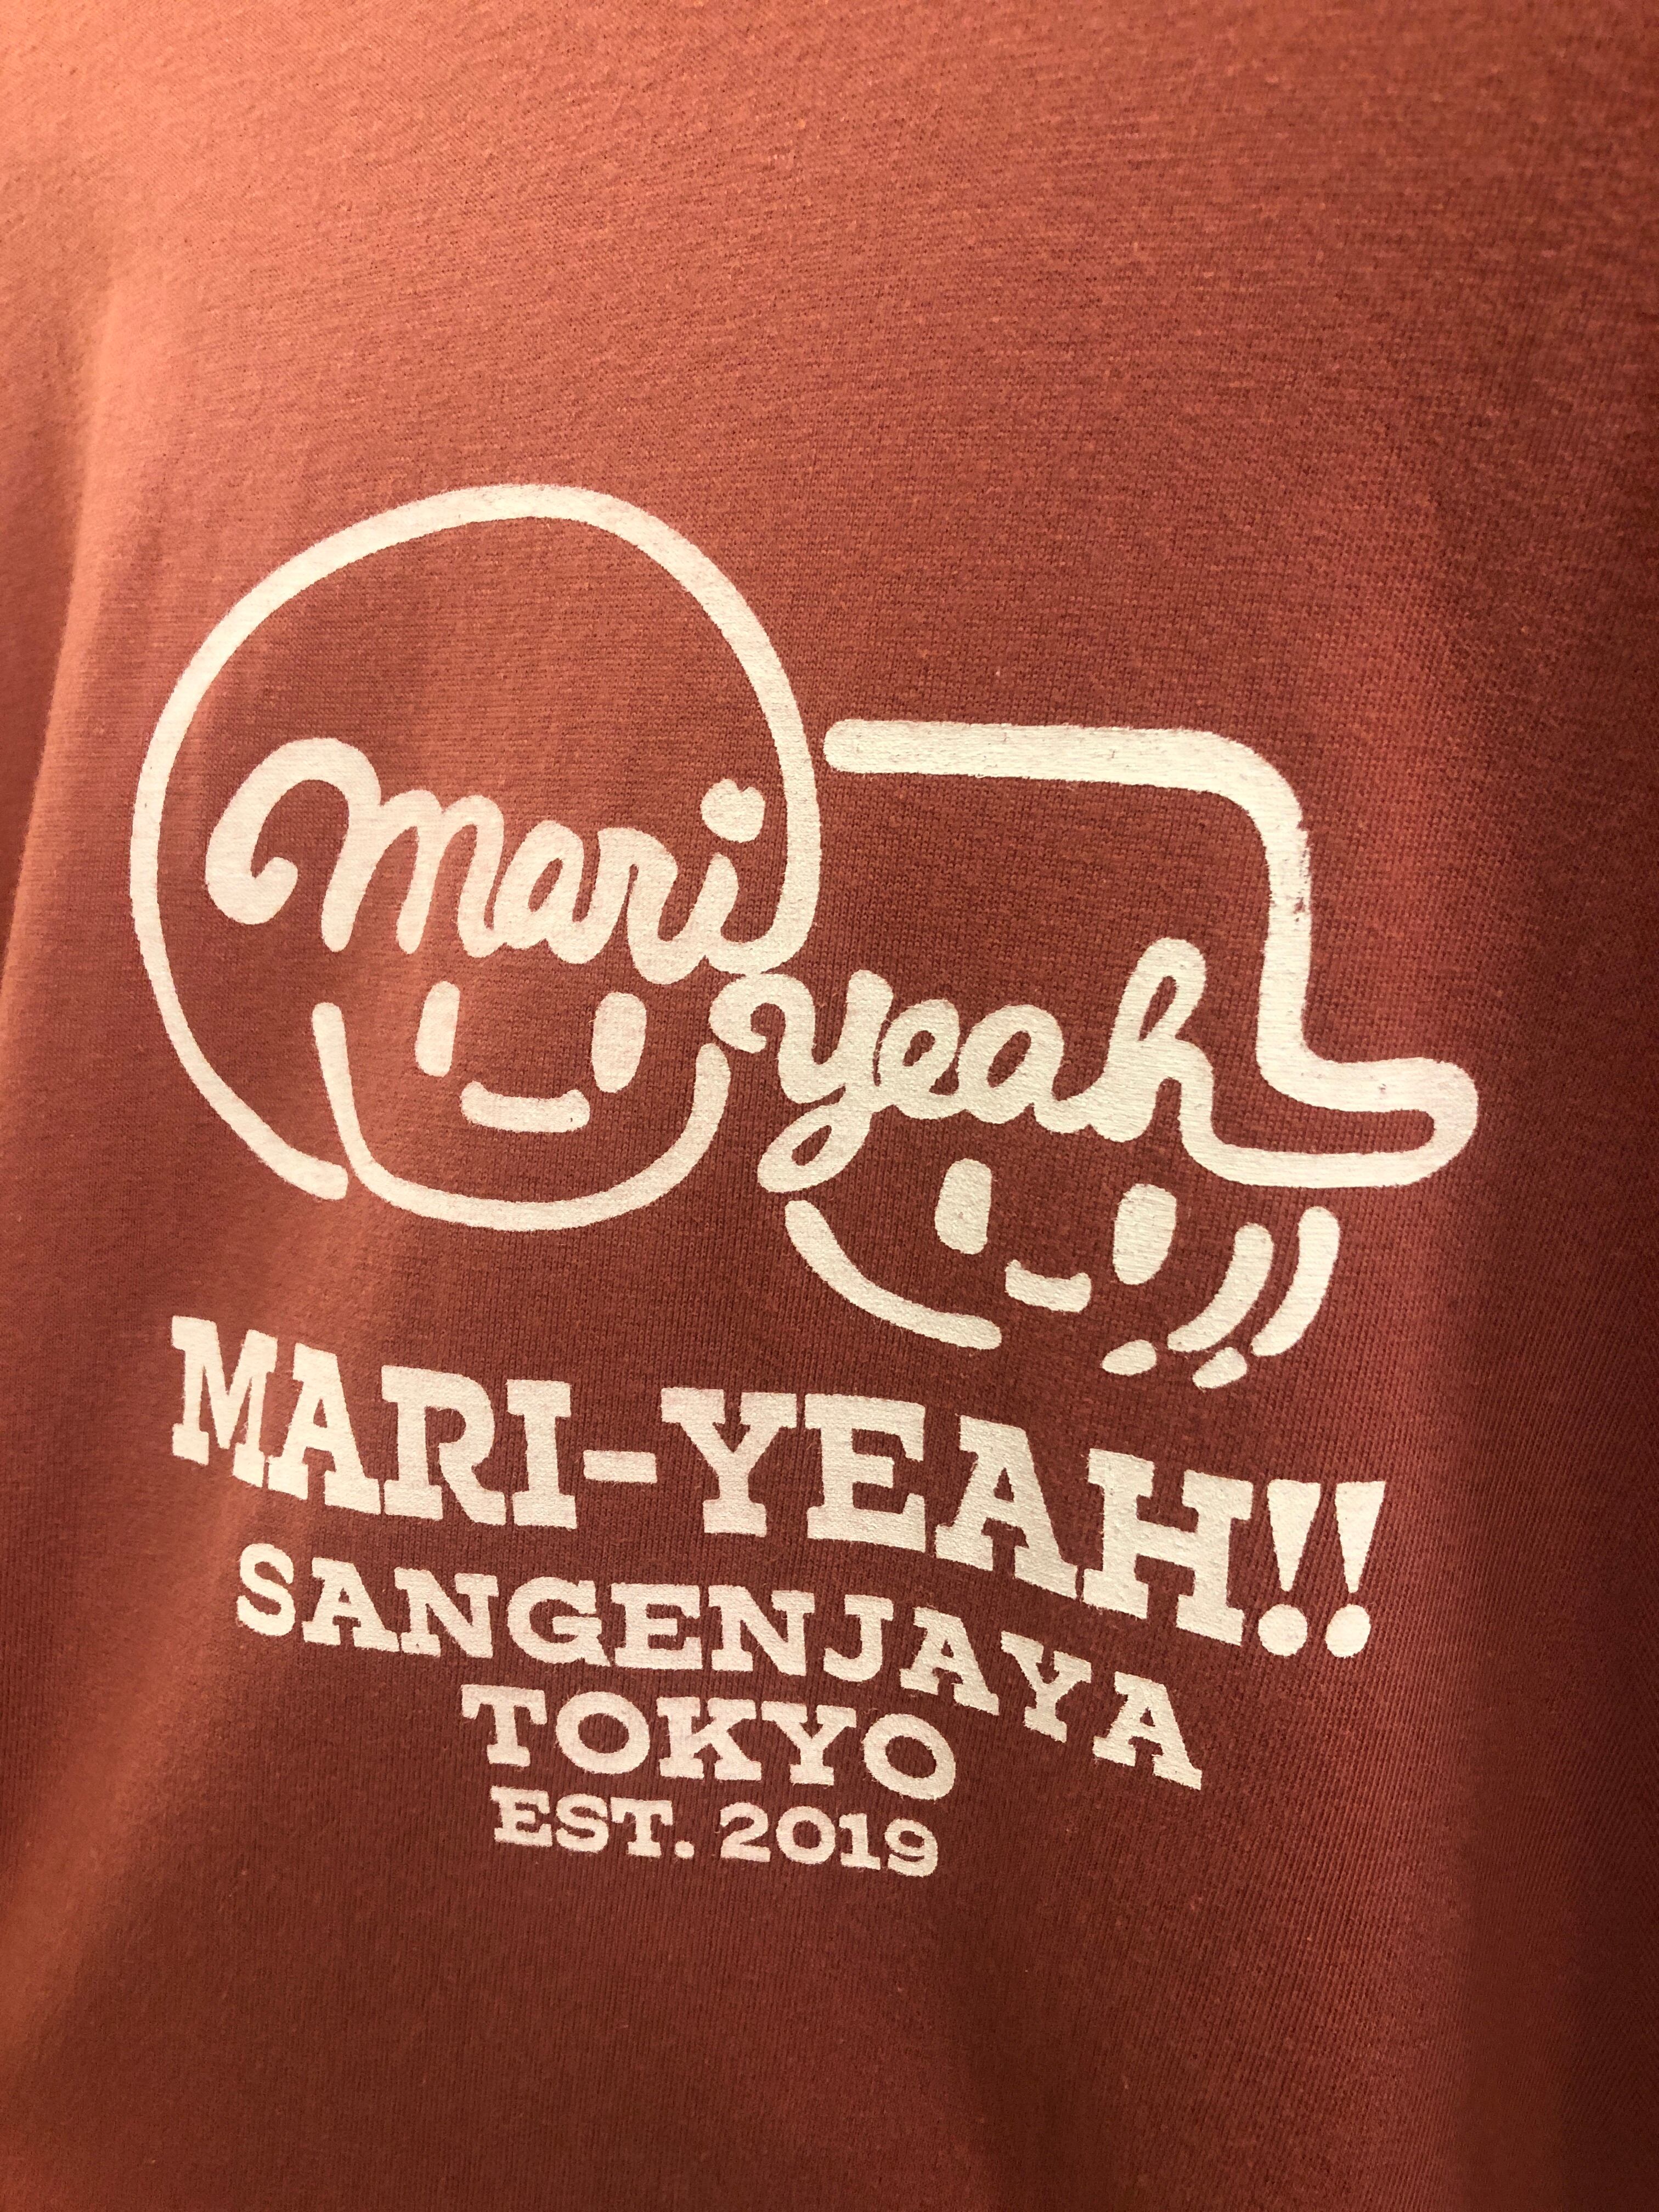 mari
yeah
MARI-YEAH!!
SANGENJAYA
TOKYO
EST. 2019